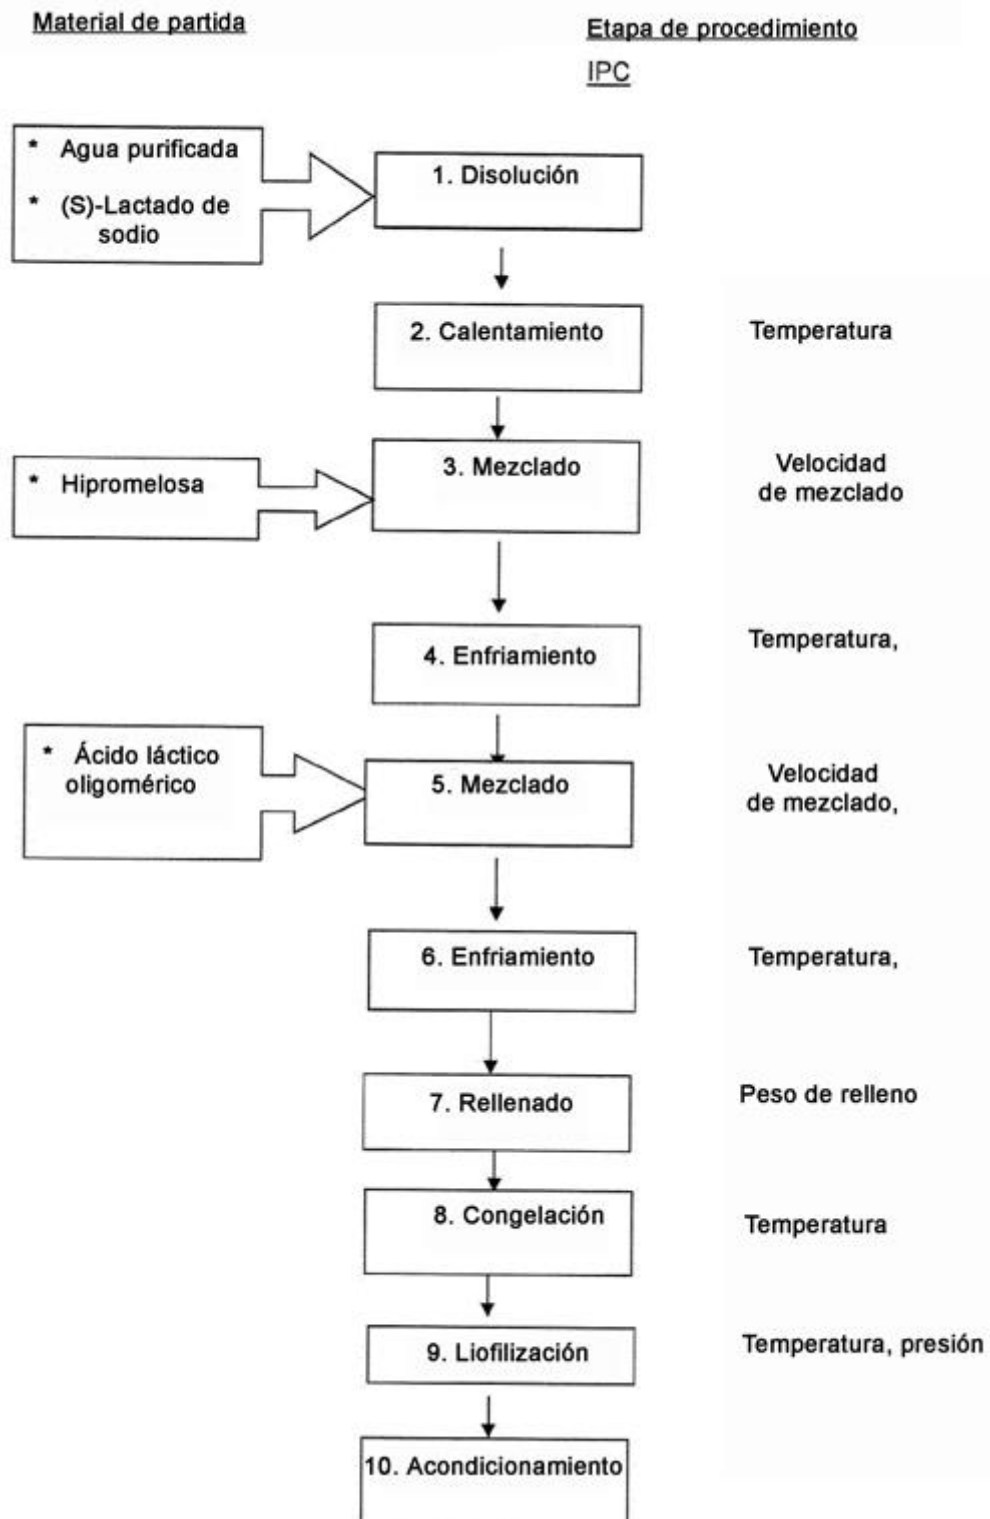 Material de partida
Etapa de procedimiento
IPC
* Agua purificada
* (S)-Lactado de
sodio
1. Disolución
2. Calentamiento
Temperatura
* Hipromelosa
3. Mezclado
Velocidad
de mezclado
4. Enfriamiento
Temperatura,
* Ácido láctico
oligomérico
5. Mezclado
Velocidad
de mezclado,
6. Enfriamiento
Temperatura,
7. Rellenado
Peso de relleno
8. Congelación
Temperatura
9. Liofilización
Temperatura, presión
10. Acondicionamiento